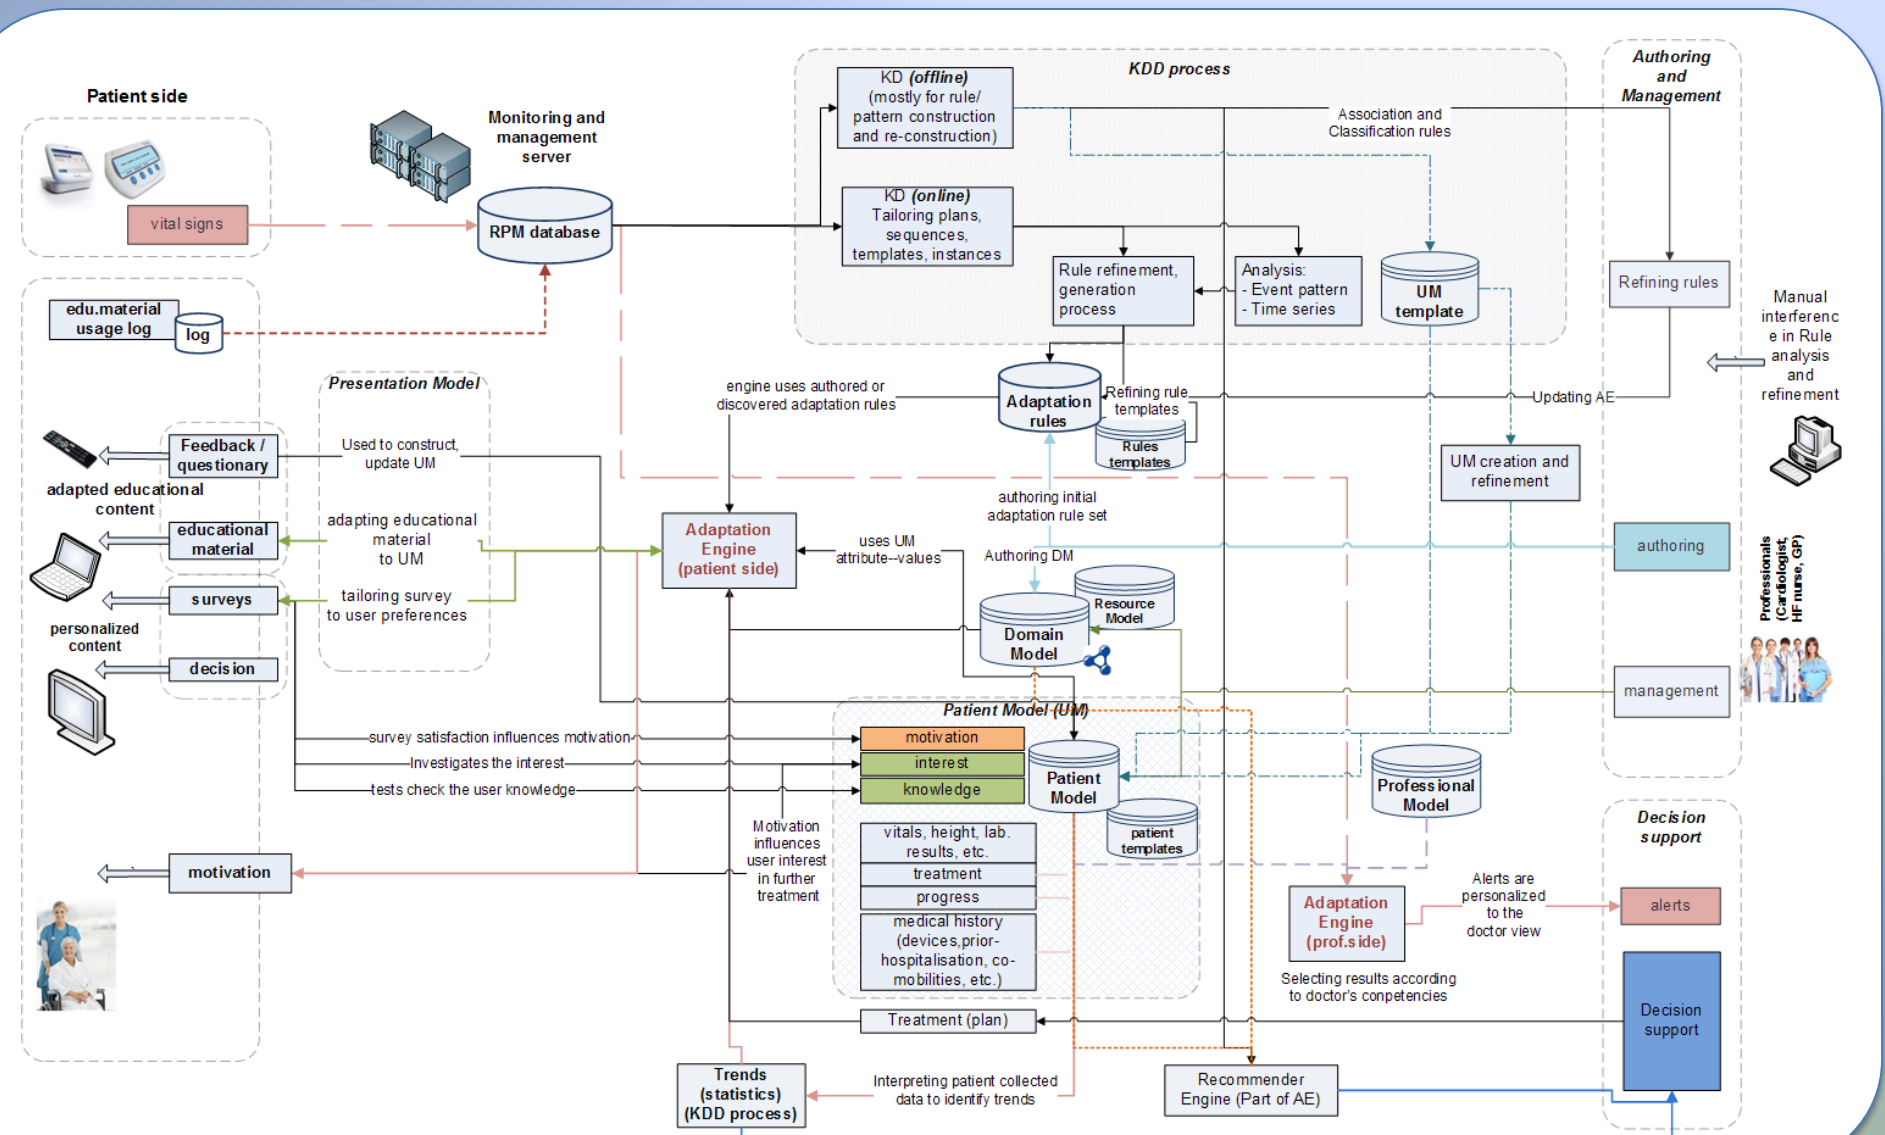 Patient side
vital signs
Monitoring and
management
server
RPM database
KDD process
KD (offline)
(mostly for rule/
pattern construction
and re-construction)
KD (online)
Tailoring plans,
sequences,
templates, instances
Association and
Classification rules
Rule refinement,
generation
process
Analysis:
- Event pattern
- Time series
UM
template
Authoring
and
Management
Refining rules
Manual
interferenc
e in Rule
analysis
and
refinement
edu.material
usage log
log
Presentation Model
Feedback /
questionary
Used to construct,
update UM
adapted educational
content
educational
material
adapting educational
material
to UM
surveys
tailoring survey
to user preferences
personalized
content
decision
engine uses authored or
discovered adaptation rules
Adaptation
rules
Refining rule
templates
Rules
templates
Updating AE
UM creation and
refinement
authoring initial
adaptation rule set
Adaptation
Engine
(patient side)
uses UM
attribute--values
Authoring DM
authoring
Professionals
(Cardiologist,
HF nurse, GP)
Resource
Model
Domain
Model
management
Patient Model (UM)
survey satisfaction influences motivation
Investigates the interest
tests check the user knowledge
motivation
interest
knowledge
Patient
Model
patient
templates
Professional
Model
Motivation
influences
user interest
in further
treatment
vitals, height, lab.
results, etc.
treatment
progress
medical history
(devices,prior-
hospitalisation, co-
mobilities, etc.)
motivation
Decision
support
Adaptation
Engine
(prof.side)
Alerts are
personalized
to the
doctor view
alerts
Selecting results according
to doctor's conpetencies
Treatment (plan)
Decision
support
Trends
(statistics)
(KDD process)
Interpreting patient collected
data to identify trends
Recommender
Engine (Part of AE)